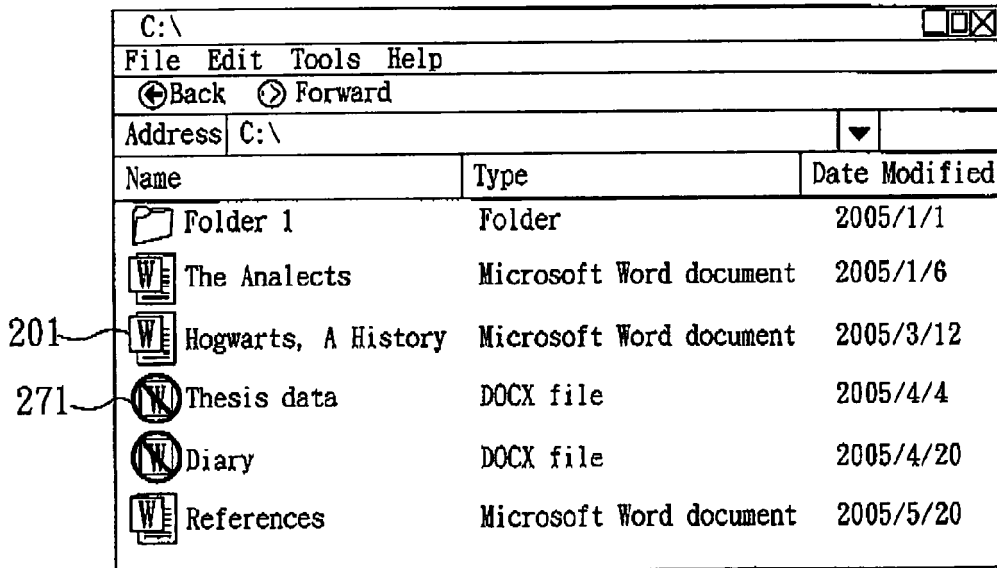 C:\
File Edit Tools Help
Back Forward
Address C:\
Name Type Date Modified
Folder 1 Folder 2005/1/1
W The Analects Microsoft Word document 2005/1/6
201 W Hogwarts, A History Microsoft Word document 2005/3/12
271 W Thesis data DOCX file 2005/4/4
W Diary DOCX file 2005/4/20
W References Microsoft Word document 2005/5/20